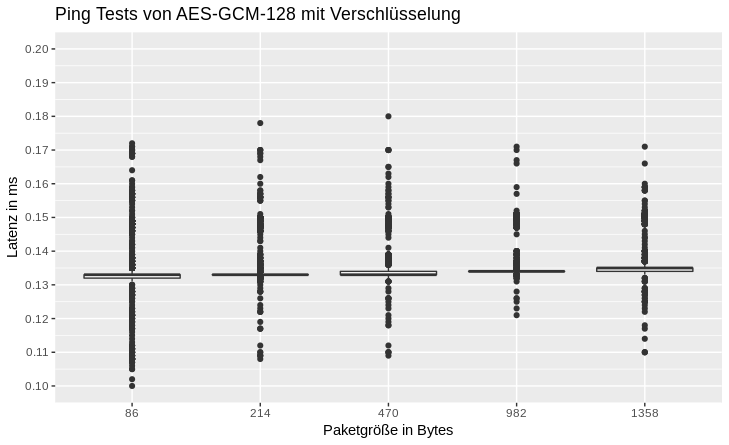 Ping Tests von AES-GCM-128 mit Verschlüsselung
0.20
0.19
0.18
0.17
0.16
0.15
0.14
0.13
0.12
0.11
0.10
Latenz in ms
86 214 470 982 1358
Paketgröße in Bytes